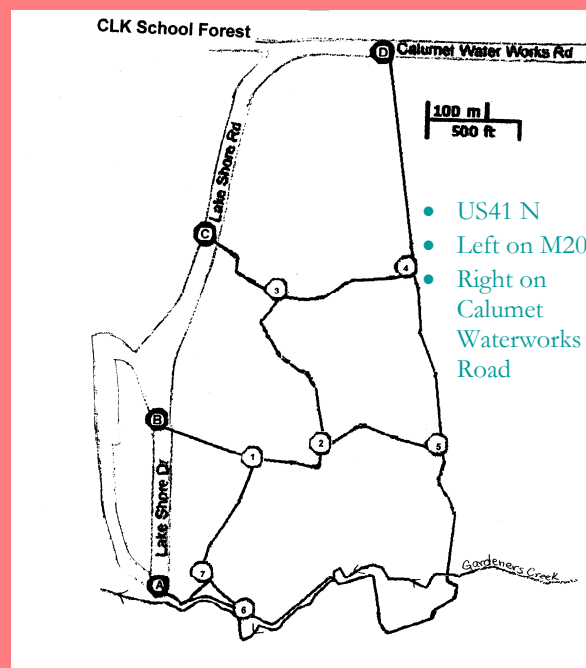 CLK School Forest
D
Calumet Water Works Rd
100 m
500 ft
Lake Shore Rd
• US41 N
• Left on M20
• Right on
Calumet
Waterworks
Road
C
4
3
B
1
2
5
Lake Shore Dr
Gardeners Creek
7
A
6